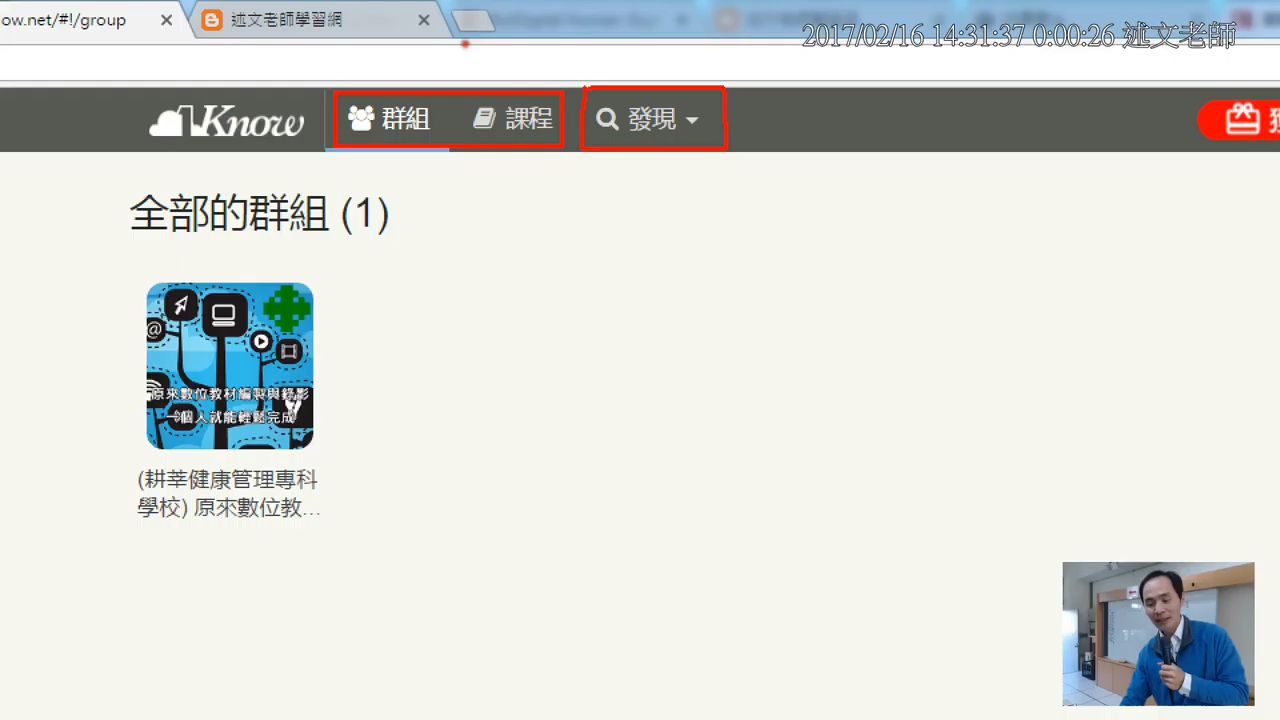 ow.net/#!/group
述文老師學習網
2017/02/16 14:31:37 0:00:26 述文老師
1Know
群組
課程
發現
全部的群組 (1)
原來數位教材編製與錄影
一個人就能輕鬆完成
(耕莘健康管理專科
學校) 原來數位教...